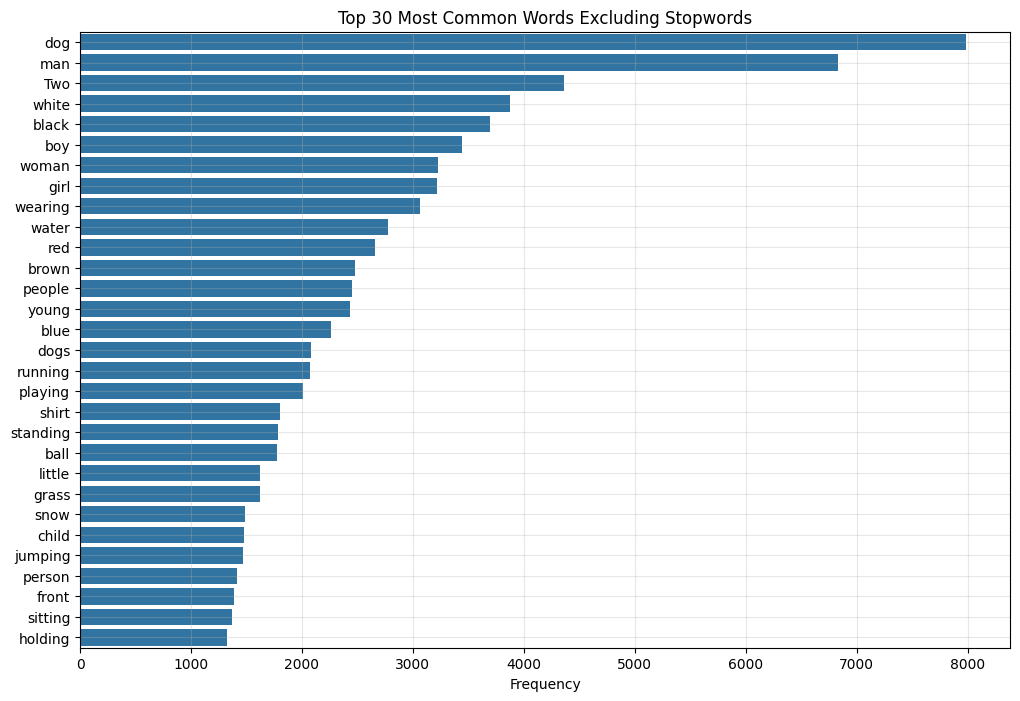 Top 30 Most Common Words Excluding Stopwords
dog
man
Two
white
black
boy
woman
girl
wearing
water
red
brown
people
young
blue
dogs
running
playing
shirt
standing
ball
little
grass
snow
child
jumping
person
front
sitting
holding
0 1000 2000 3000 4000 5000 6000 7000 8000
Frequency